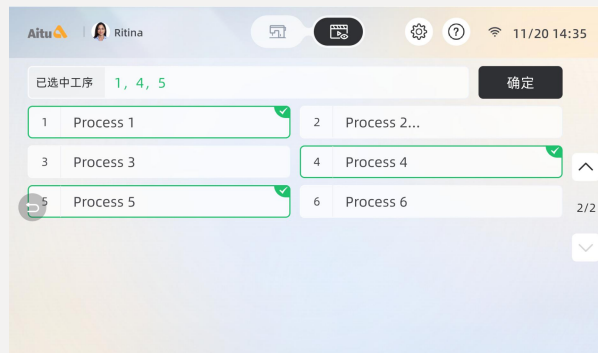 Aitu Ritina 11/20 14:35
已选中工序 1, 4, 5 确定
1 Process 1
2 Process 2...
3 Process 3
4 Process 4
5 Process 5
6 Process 6
2/2